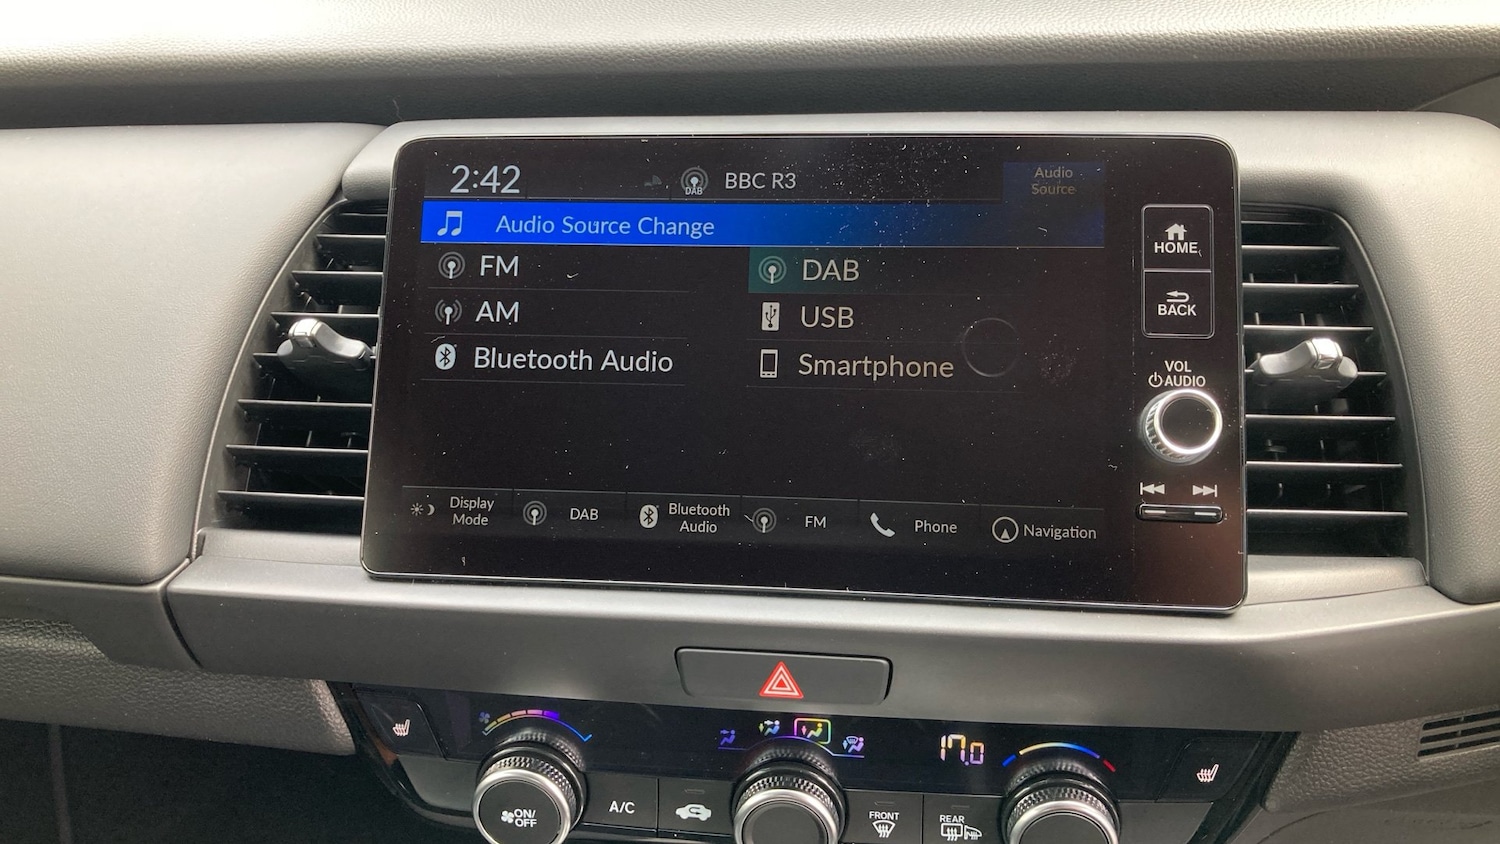 2:42
DAB
BBC R3
Audio
Source
Audio Source Change
FM
DAB
AM
USB
Bluetooth Audio
Smartphone
HOME
BACK
VOL
AUDIO
Display
Mode
DAB
Bluetooth
Audio
FM
Phone
Navigation
17.0
ON/
OFF
A/C
FRONT
REAR